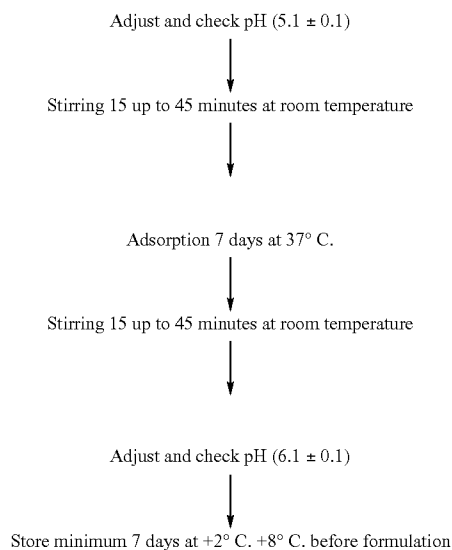 Adjust and check pH (5.1 ± 0.1)
Stirring 15 up to 45 minutes at room temperature
Adsorption 7 days at 37° C.
Stirring 15 up to 45 minutes at room temperature
Adjust and check pH (6.1 ± 0.1)
Store minimum 7 days at +2° C. +8° C. before formulation